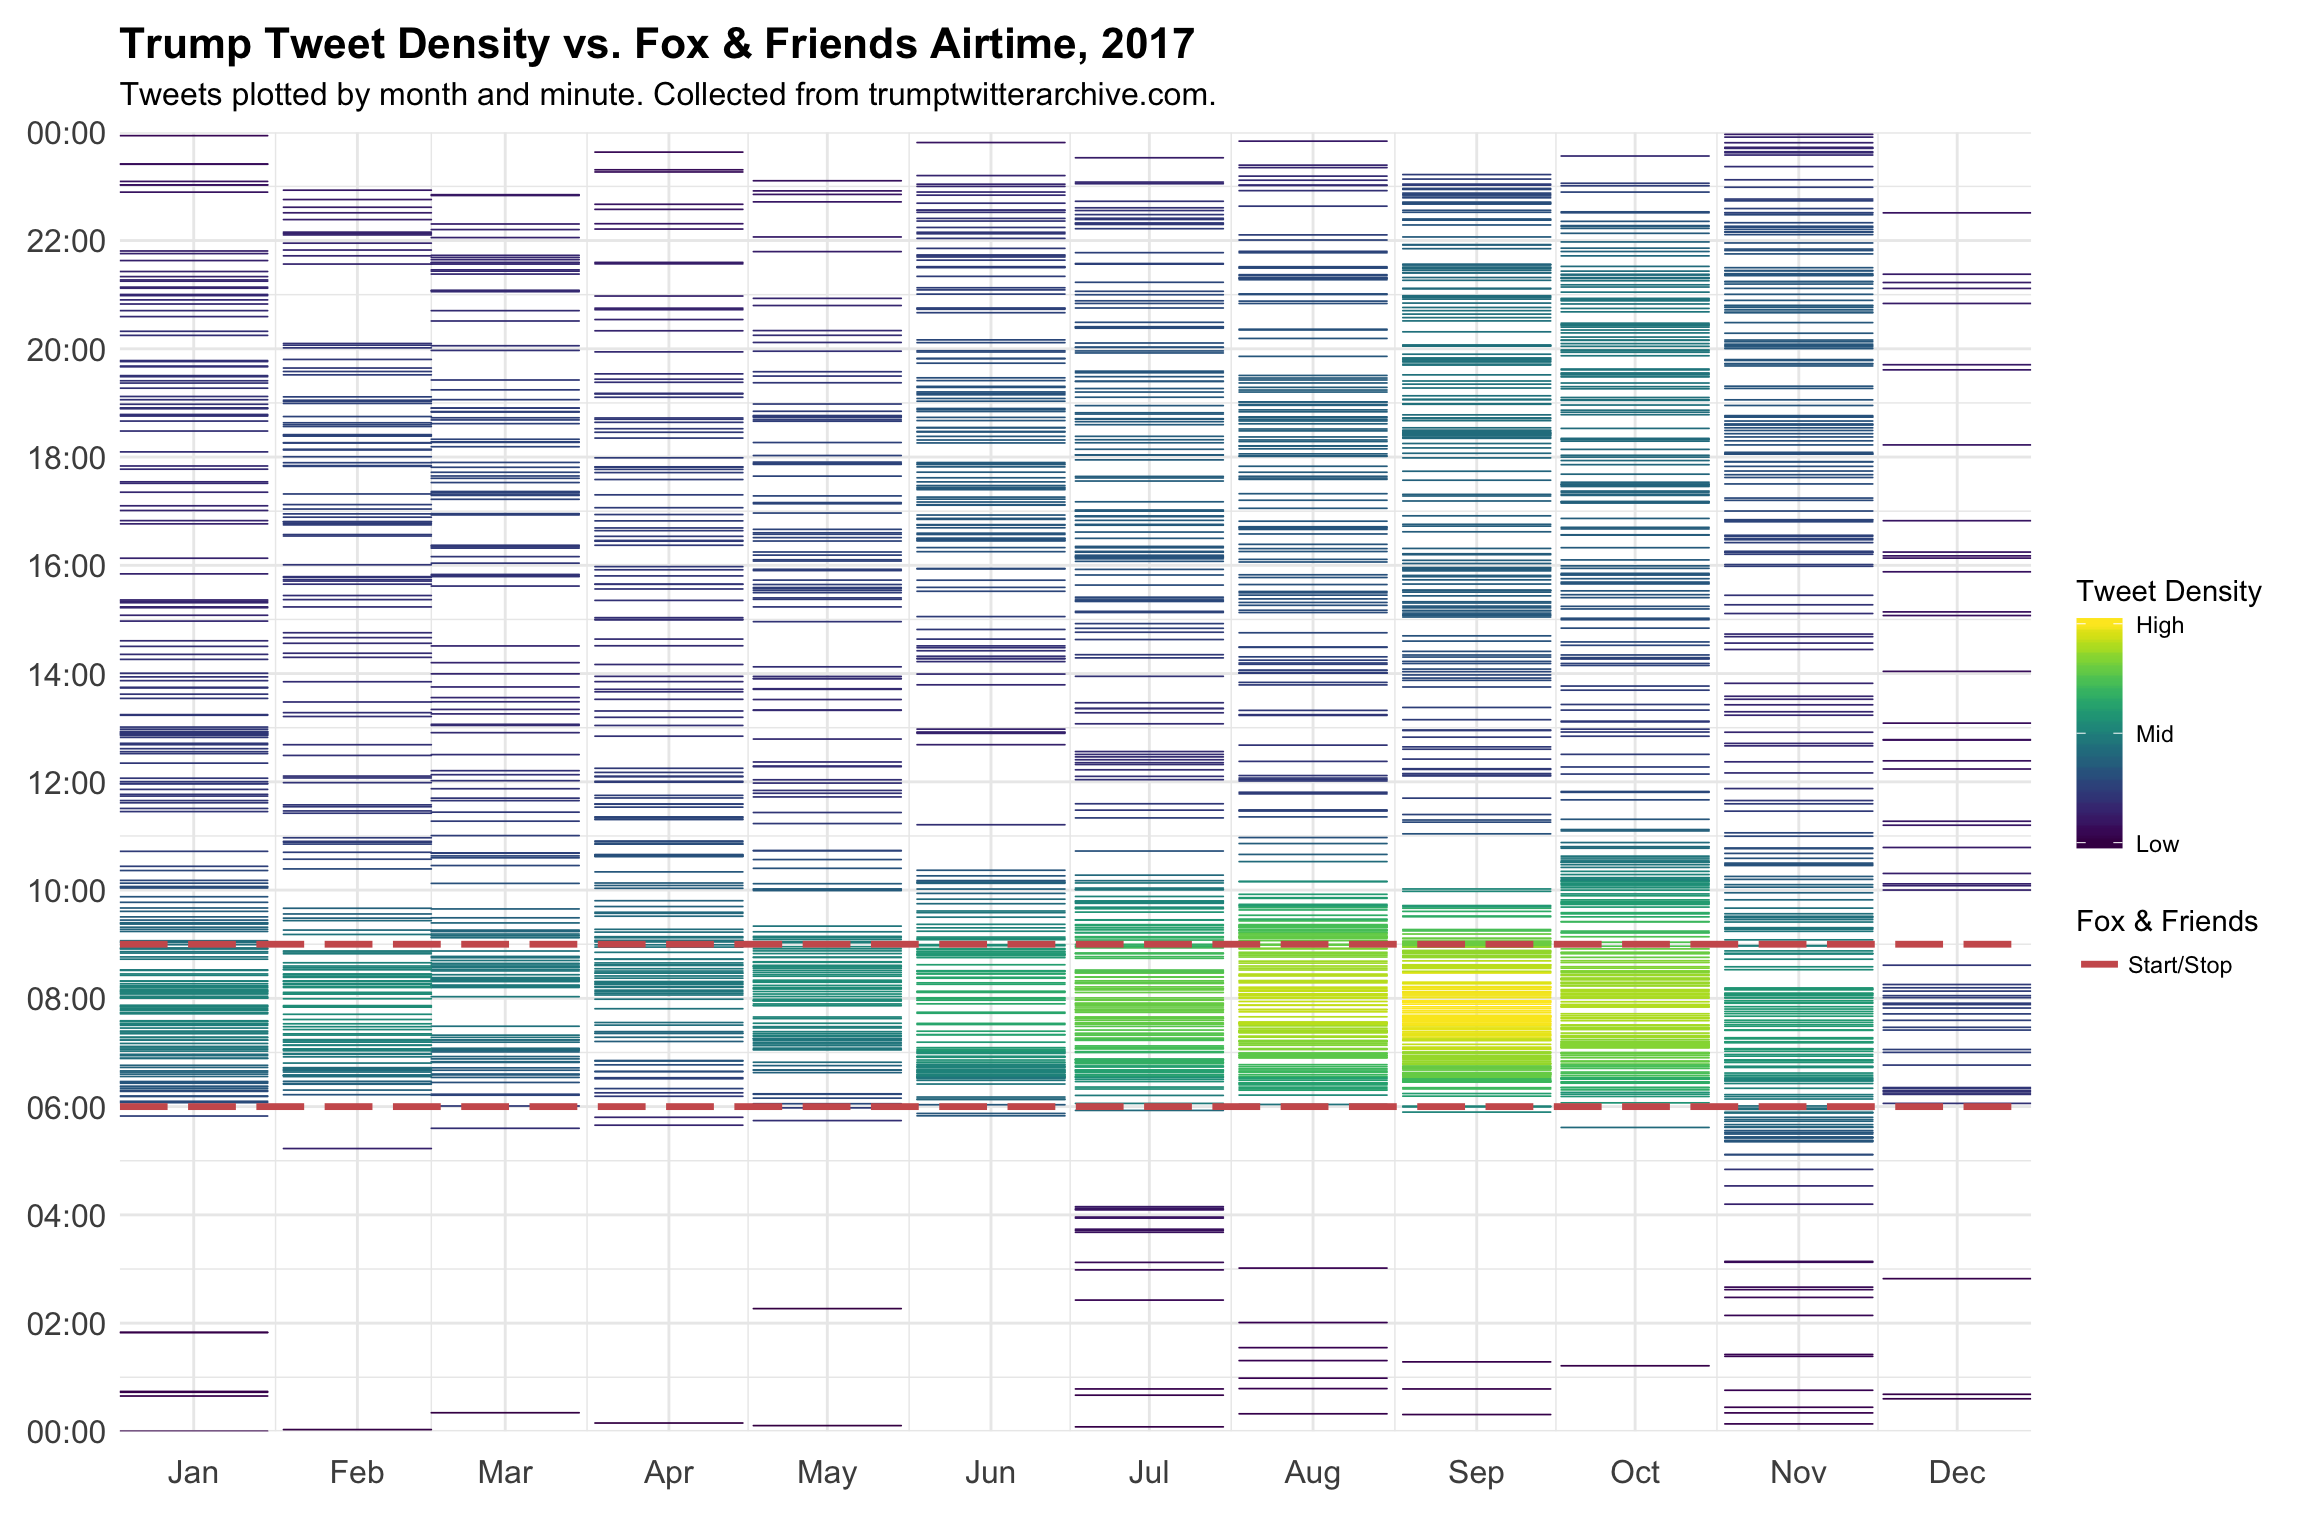 Trump Tweet Density vs. Fox & Friends Airtime, 2017
Tweets plotted by month and minute. Collected from trumptwitterarchive.com.
00:00
22:00
20:00
18:00
16:00
14:00
12:00
10:00
08:00
06:00
04:00
02:00
00:00
Jan Feb Mar Apr May Jun Jul Aug Sep Oct Nov Dec
Tweet Density
High
Mid
Low
Fox & Friends
Start/Stop